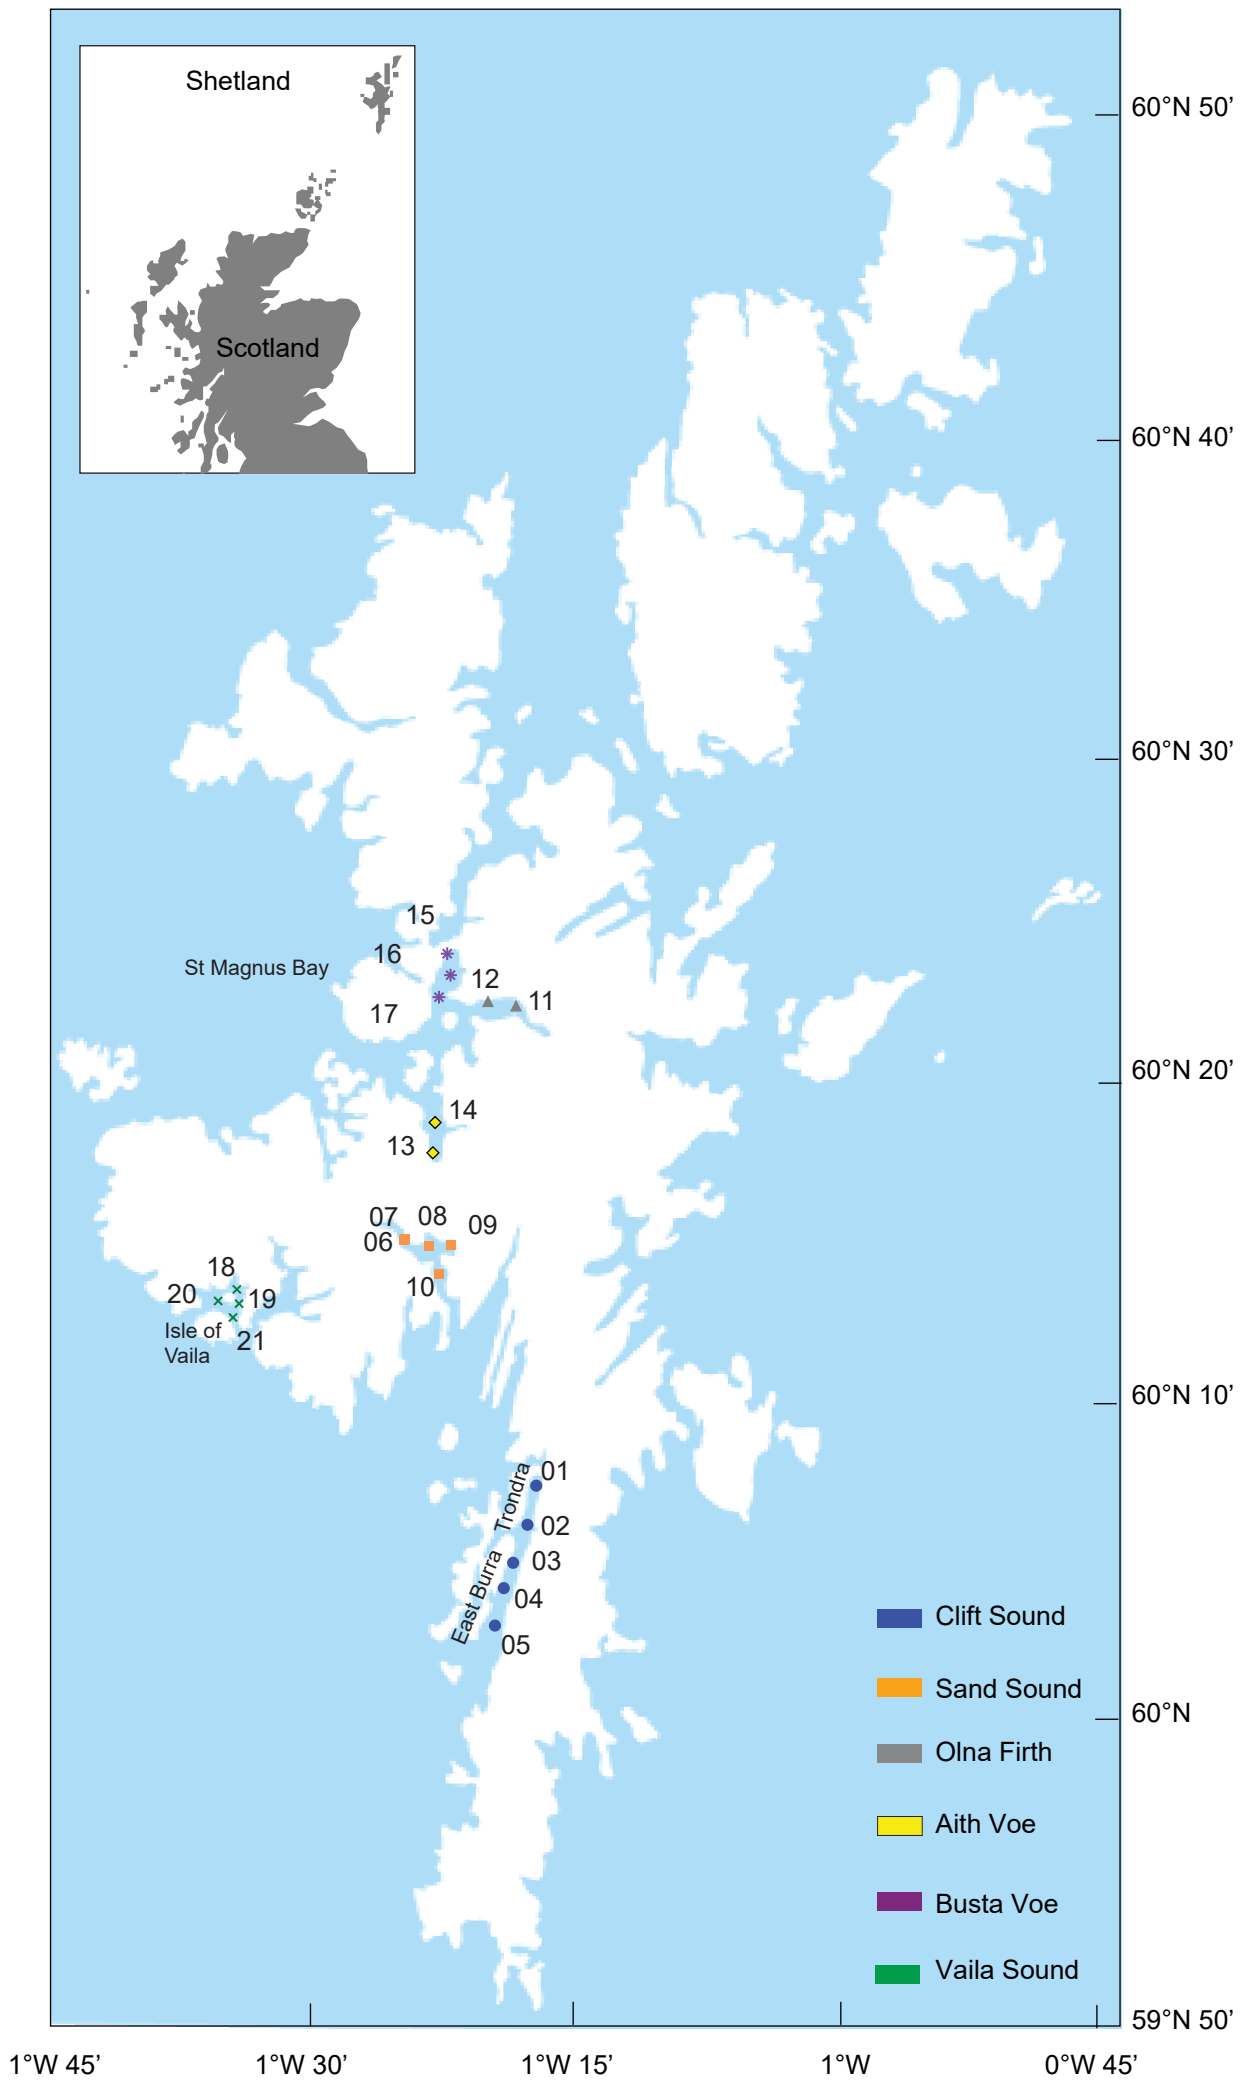 Shetland
Scotland
60°N 50’
60°N 40’
60°N 30’
60°N 20’
60°N 10’
60°N
59°N 50’
15
16
St Magnus Bay
12
11
17
14
13
07
08
09
06
10
18
20
19
Isle of
Vaila
21
01
Trondra
02
03
East Burra
04
05
Clift Sound
Sand Sound
Olna Firth
Aith Voe
Busta Voe
Vaila Sound
1°W 45’
1°W 30’
1°W 15’
1°W
0°W 45’